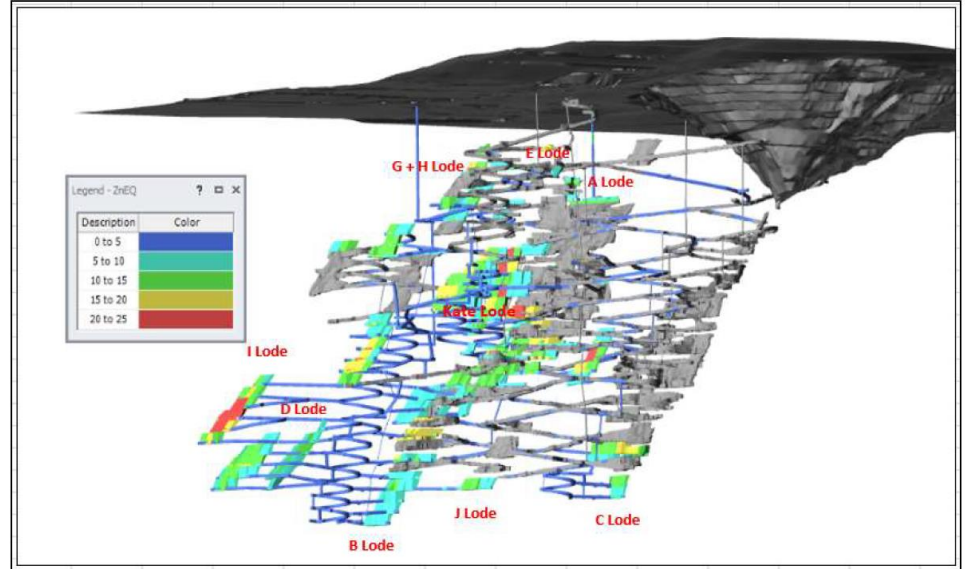 E Lode
G + H Lode
A Lode
Legend - ZnEQ ? □ ×
Description Color
0 to 5
5 to 10
10 to 15
15 to 20
20 to 25
Kate Lode
I Lode
D Lode
J Lode
C Lode
B Lode